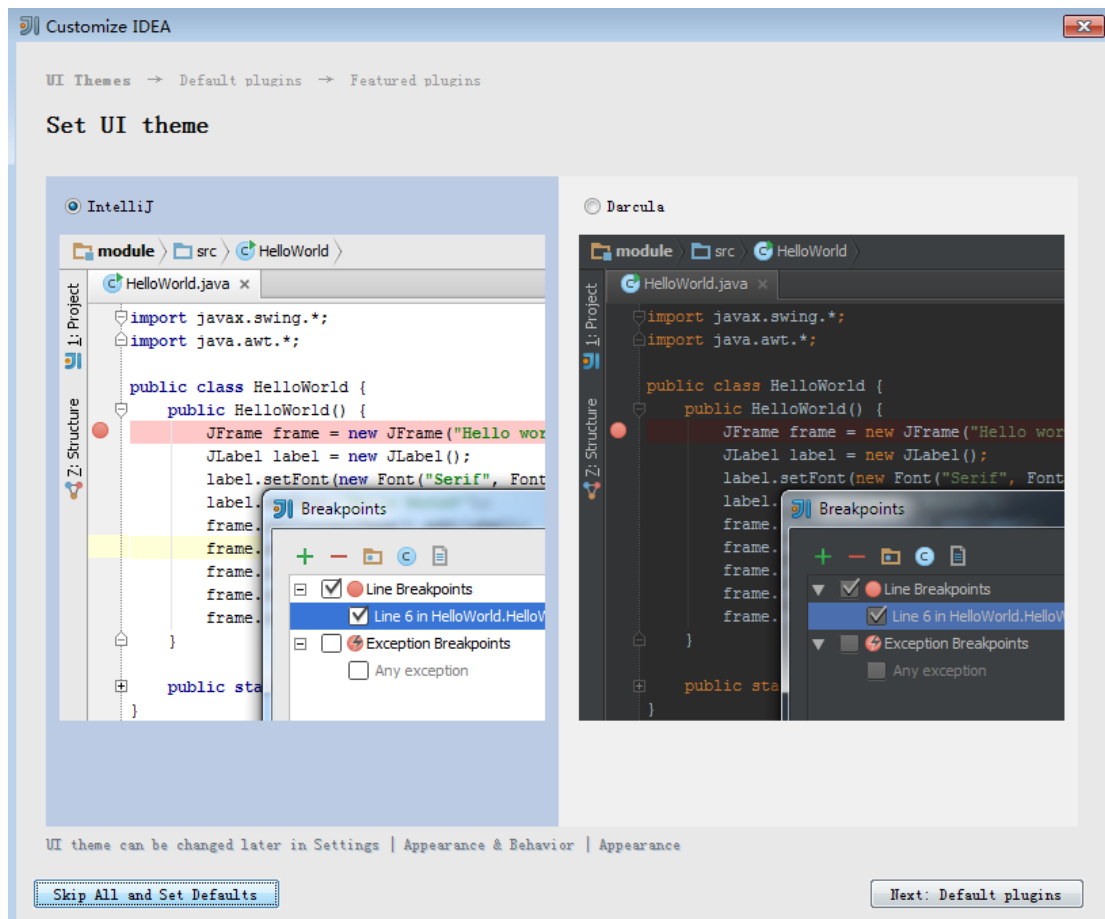 Customize IDEA
UI Themes → Default plugins → Featured plugins
Set UI theme
IntelliJ
module src HelloWorld
HelloWorld.java ×
1: Project
Z: Structure
import javax.swing.*;
import java.awt.*;
public class HelloWorld {
public HelloWorld() {
JFrame frame = new JFrame("Hello wor
JLabel label = new JLabel();
label.setFont(new Font("Serif", Font
label.
frame.
frame.
frame.
frame.
frame.
}
public sta
}
Breakpoints
Line Breakpoints
Line 6 in HelloWorld.HelloW
Exception Breakpoints
Any exception
Darcula
module src HelloWorld
HelloWorld.java ×
1: Project
Z: Structure
import javax.swing.*;
import java.awt.*;
public class HelloWorld {
public HelloWorld() {
JFrame frame = new JFrame("Hello wor
JLabel label = new JLabel();
label.setFont(new Font("Serif", Font
label.
frame.
frame.
frame.
frame.
frame.
}
public sta
}
Breakpoints
Line Breakpoints
Line 6 in HelloWorld.HelloW
Exception Breakpoints
Any exception
UI theme can be changed later in Settings | Appearance & Behavior | Appearance
Skip All and Set Defaults
Next: Default plugins